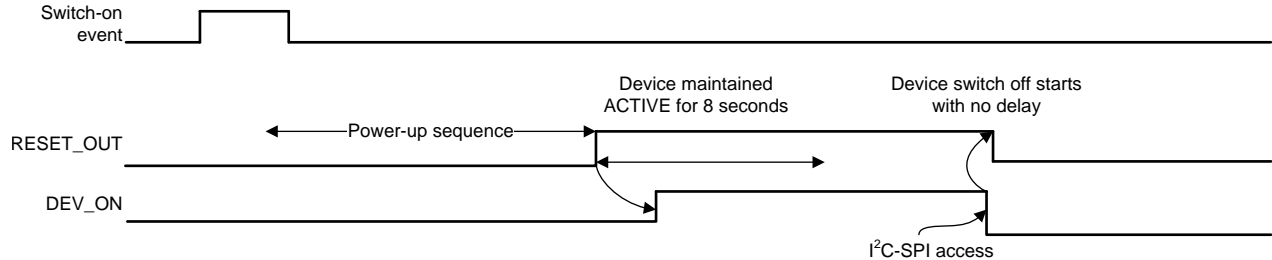 Switch-on
event
Device maintained
ACTIVE for 8 seconds
Device switch off starts
with no delay
RESET_OUT
Power-up sequence
DEV_ON
I²C-SPI access